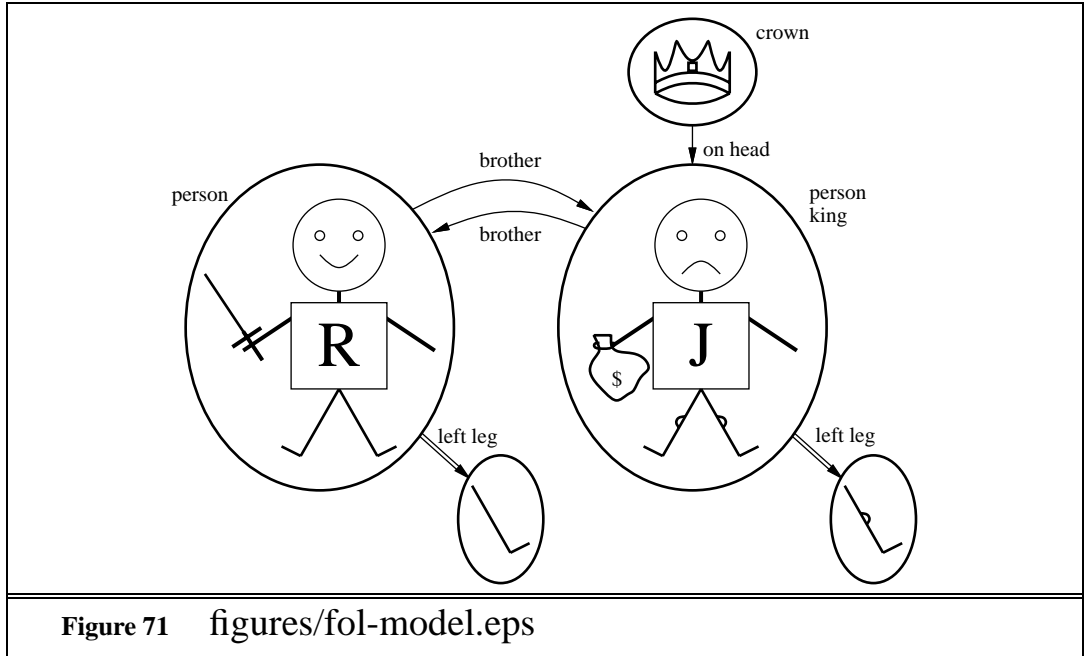 crown
on head
brother
person
person
king
brother
R
J
$
left leg
left leg
Figure 71 figures/fol-model.eps